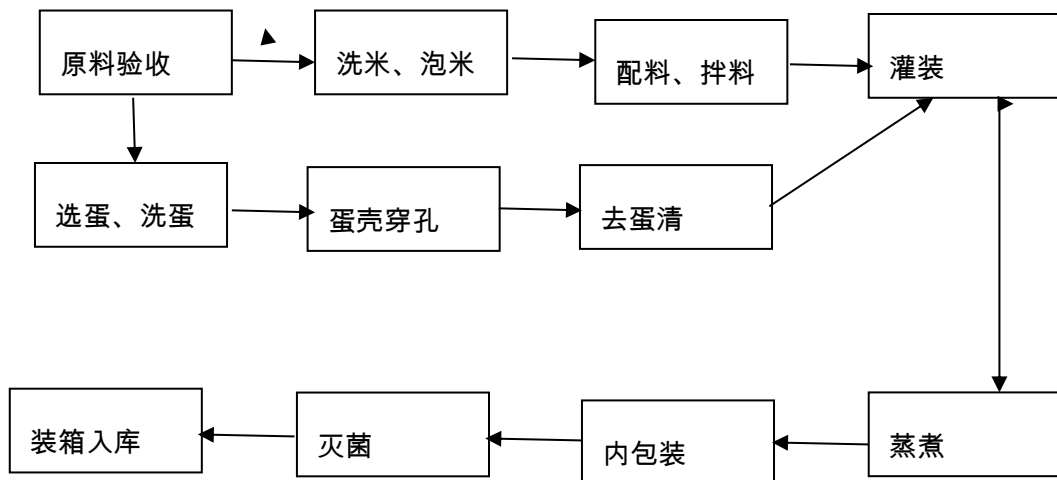 原料验收
洗米、泡米
配料、拌料
灌装
选蛋、洗蛋
蛋壳穿孔
去蛋清
装箱入库
灭菌
内包装
蒸煮